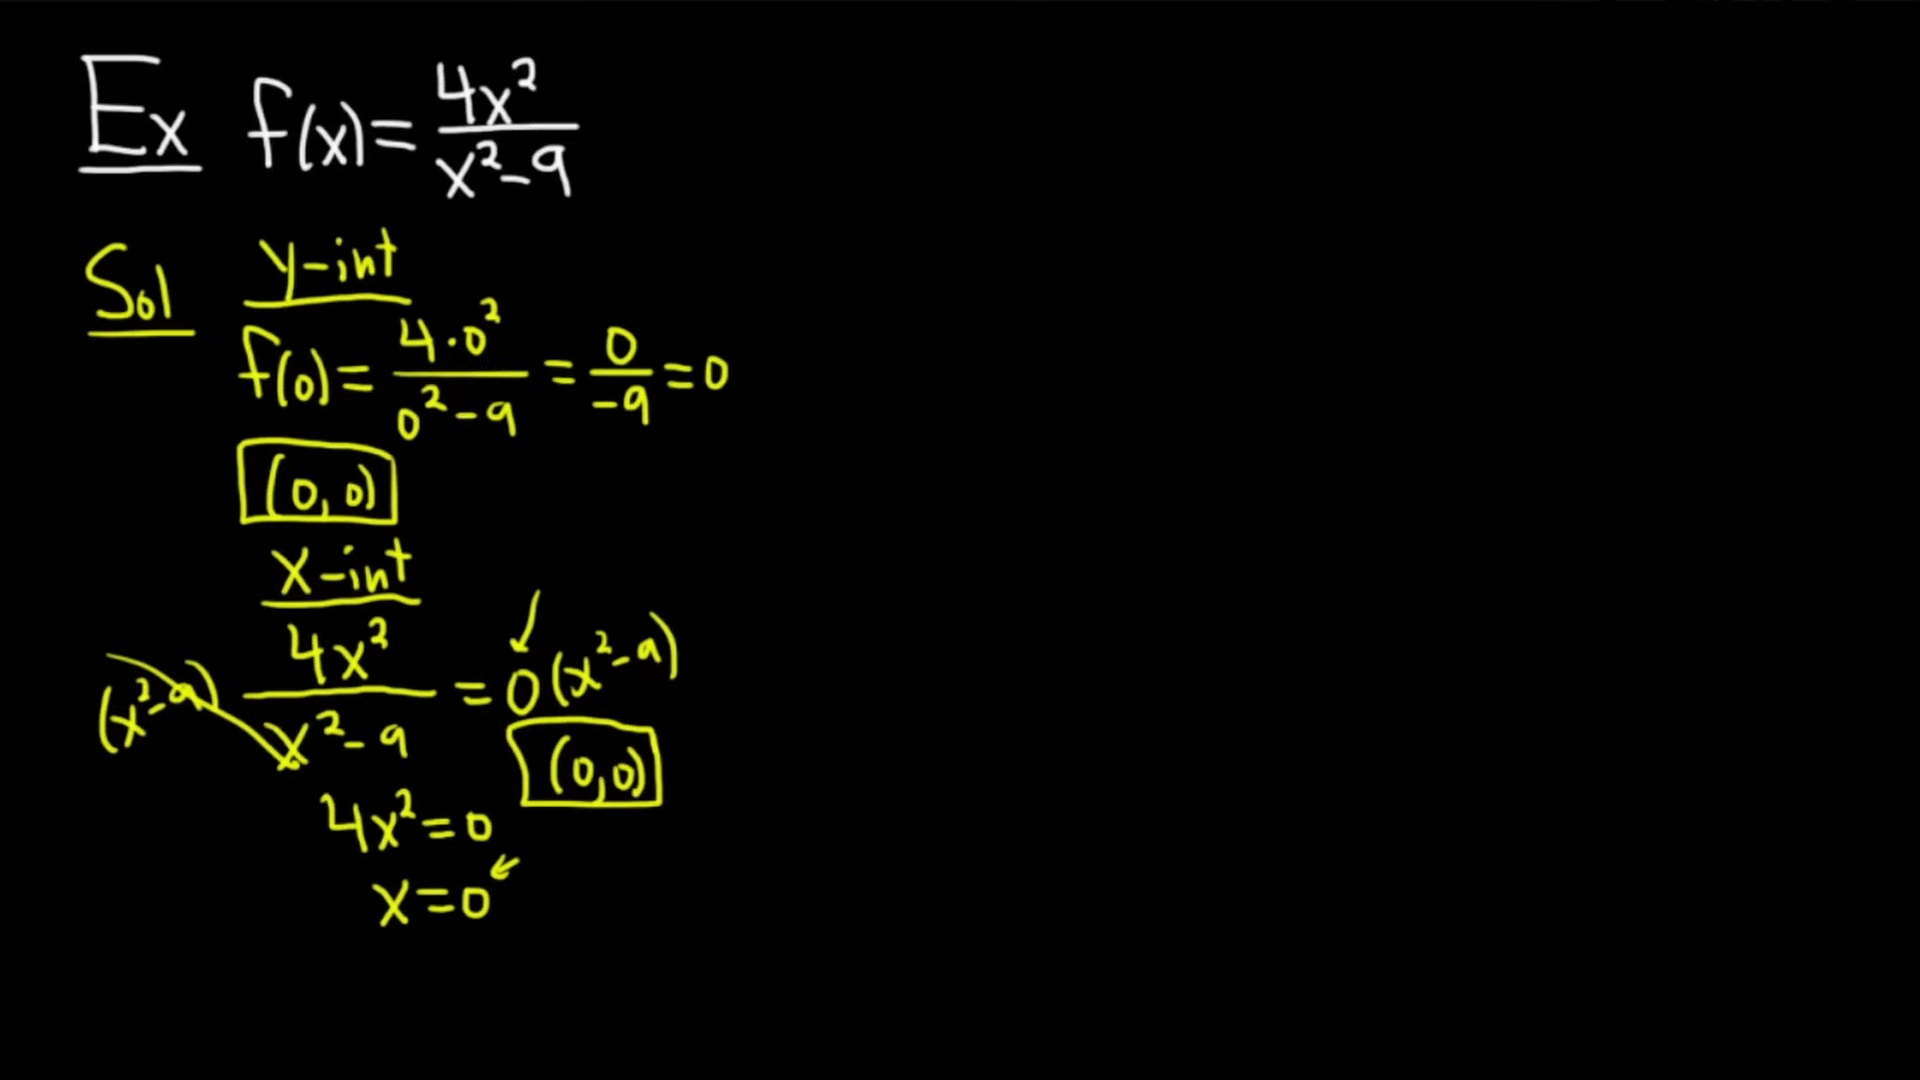 Ex f(x) = 4x²/(x²-9)
Sol y-int
f(0) = 4·0²/(0²-9) = 0/-9 = 0
(0,0)
x-int
(x²-9) 4x²/(x²-9) = 0(x²-9)
(0,0)
4x² = 0
x = 0